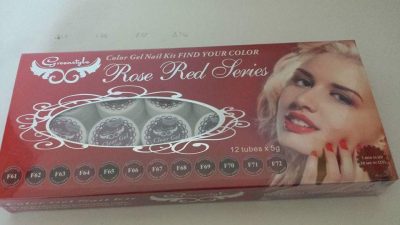 Greenstyle
Color Gel Nail Kit FIND YOUR COLOR
Rose Red Series
12 tubes x 5g
F61 F62 F63 F64 F65 F66 F67 F68 F69 F70 F71 F72